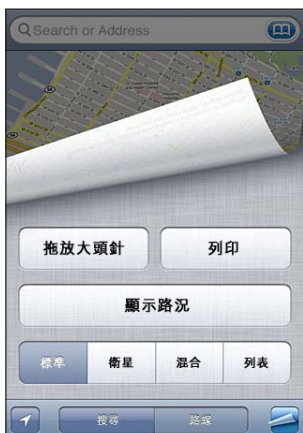 Search or Address
拖放大頭針
列印
顯示路況
標準
衛星
混合
列表
搜尋
路線